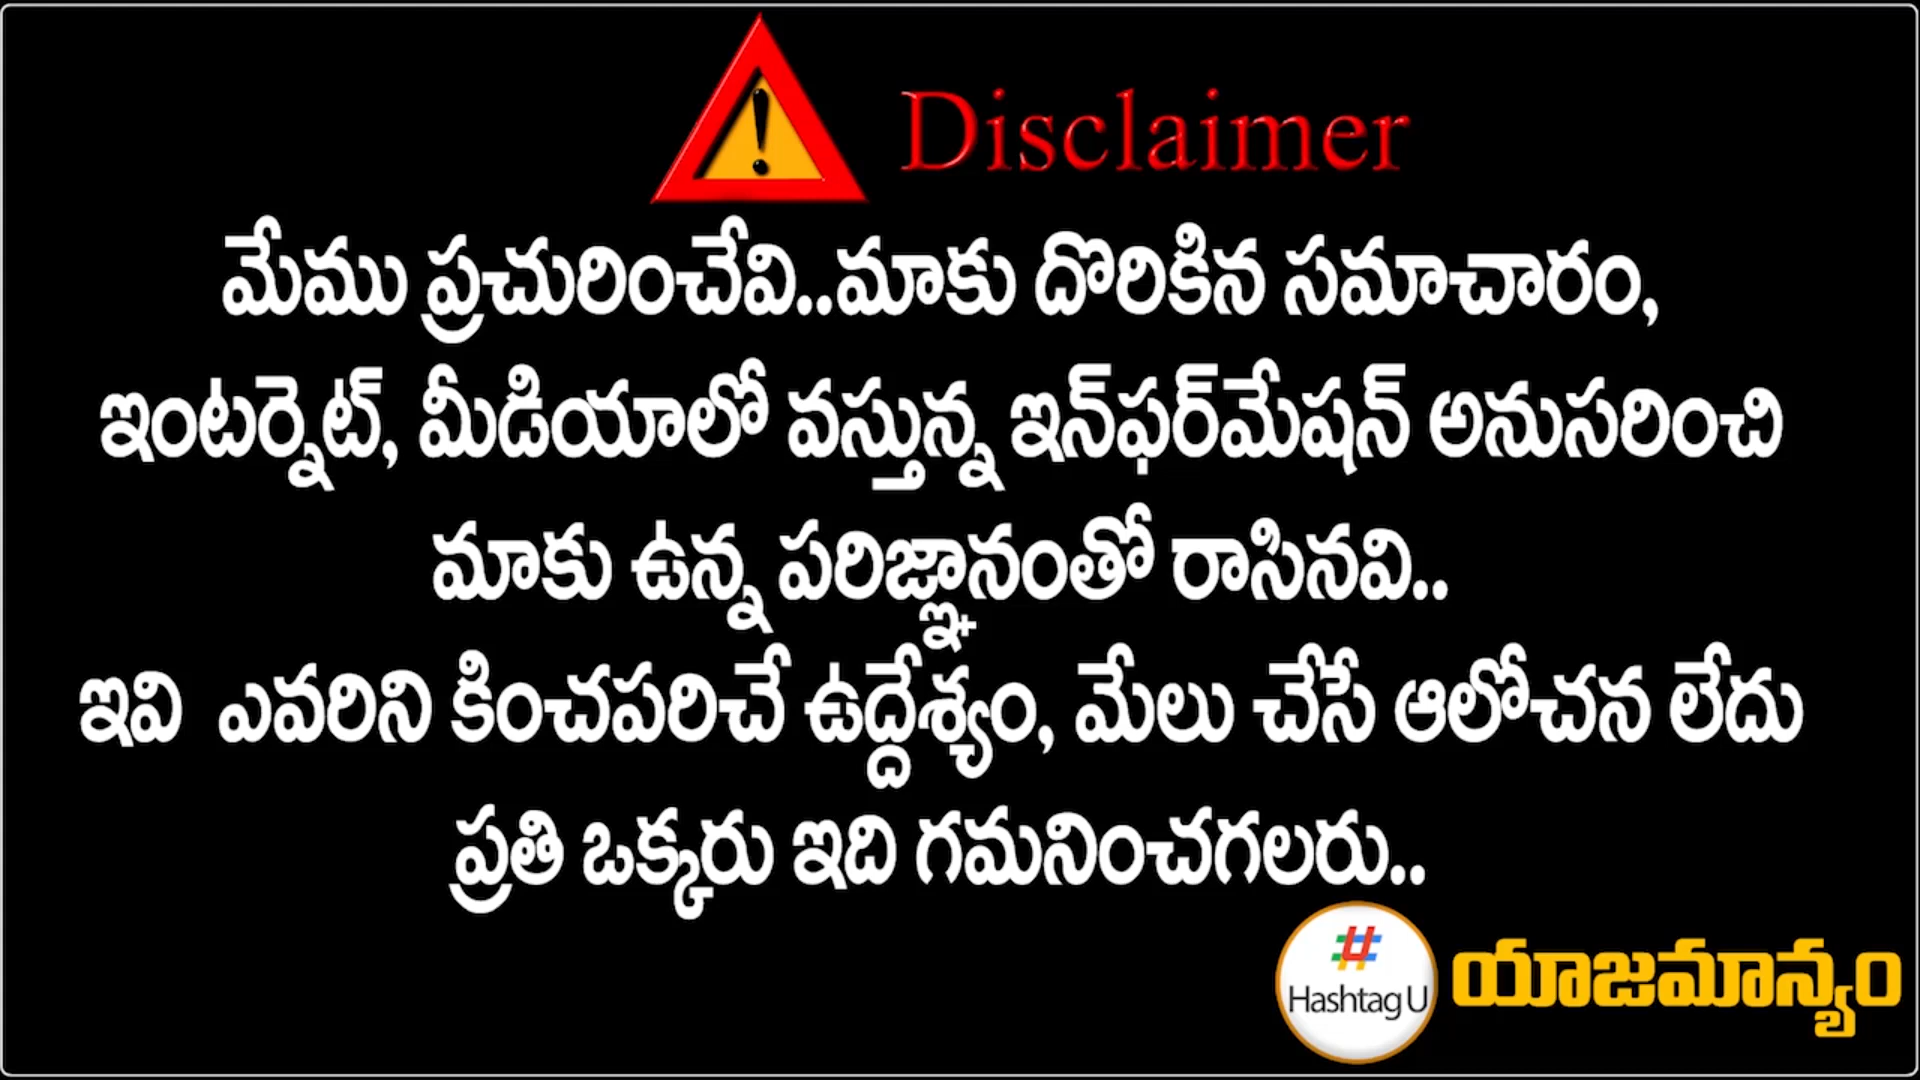 Disclaimer
మేము ప్రచురించేవి..మాకు దొరికిన సమాచారం,
ఇంటర్నెట్, మీడియాలో వస్తున్న ఇన్‌ఫర్‌మేషన్ అనుసరించి
మాకు ఉన్న పరిజ్ఞానంతో రాసినవి..
ఇవి ఎవరిని కించపరిచే ఉద్దేశ్యం, మేలు చేసే ఆలోచన లేదు
ప్రతి ఒక్కరు ఇది గమనించగలరు..
Hashtag U
యాజమాన్యం